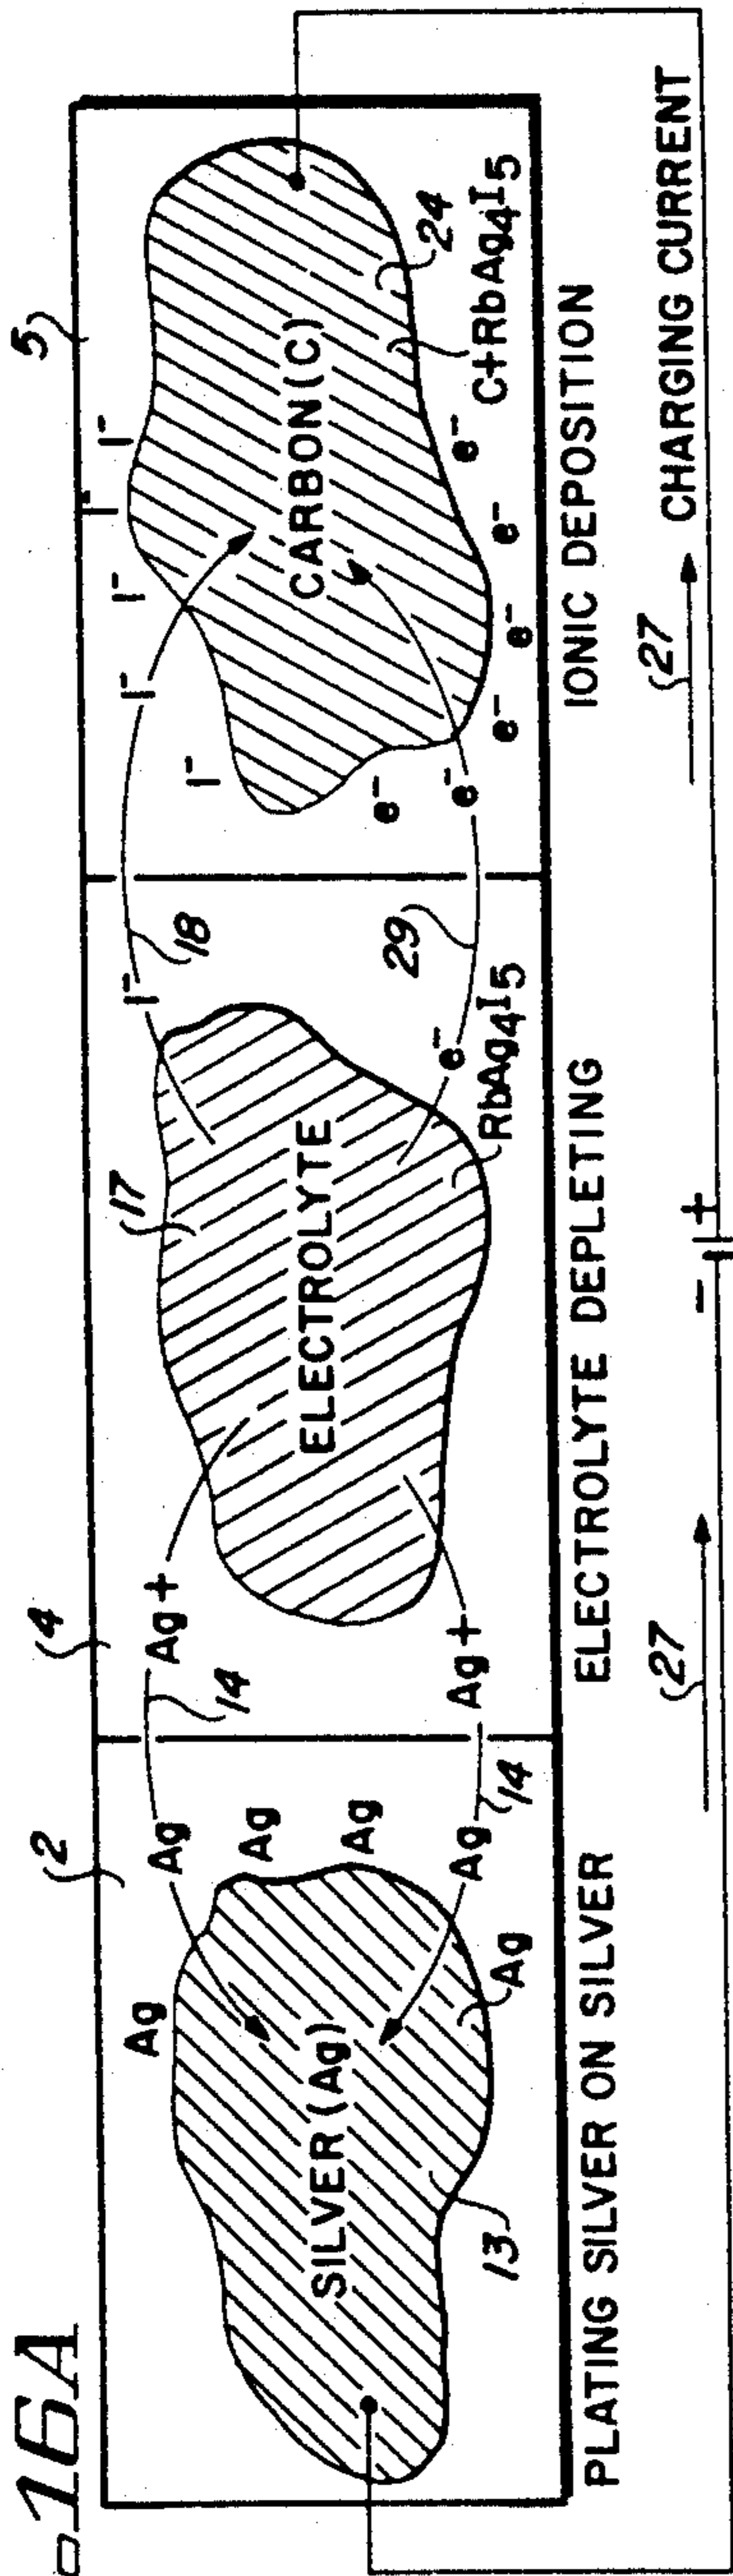 16A
2
4
5
Ag
Ag
Ag
Ag
Ag
SILVER (Ag)
Ag
13
14
14
Ag+
Ag+
17
ELECTROLYTE
RbAg4I5
I-
18
e-
29
I-
I-
I-
I-
I-
CARBON (C)
24
C+RbAg4I5
e-
e-
e-
e-
e-
e-
PLATING SILVER ON SILVER
ELECTROLYTE DEPLETING
IONIC DEPOSITION
27
27
CHARGING CURRENT
- +